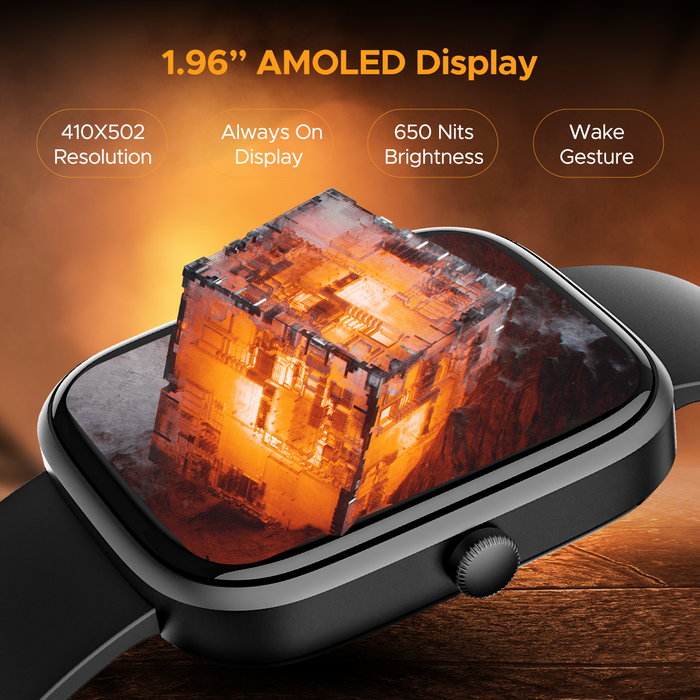 1.96” AMOLED Display
410X502
Resolution
Always On
Display
650 Nits
Brightness
Wake
Gesture